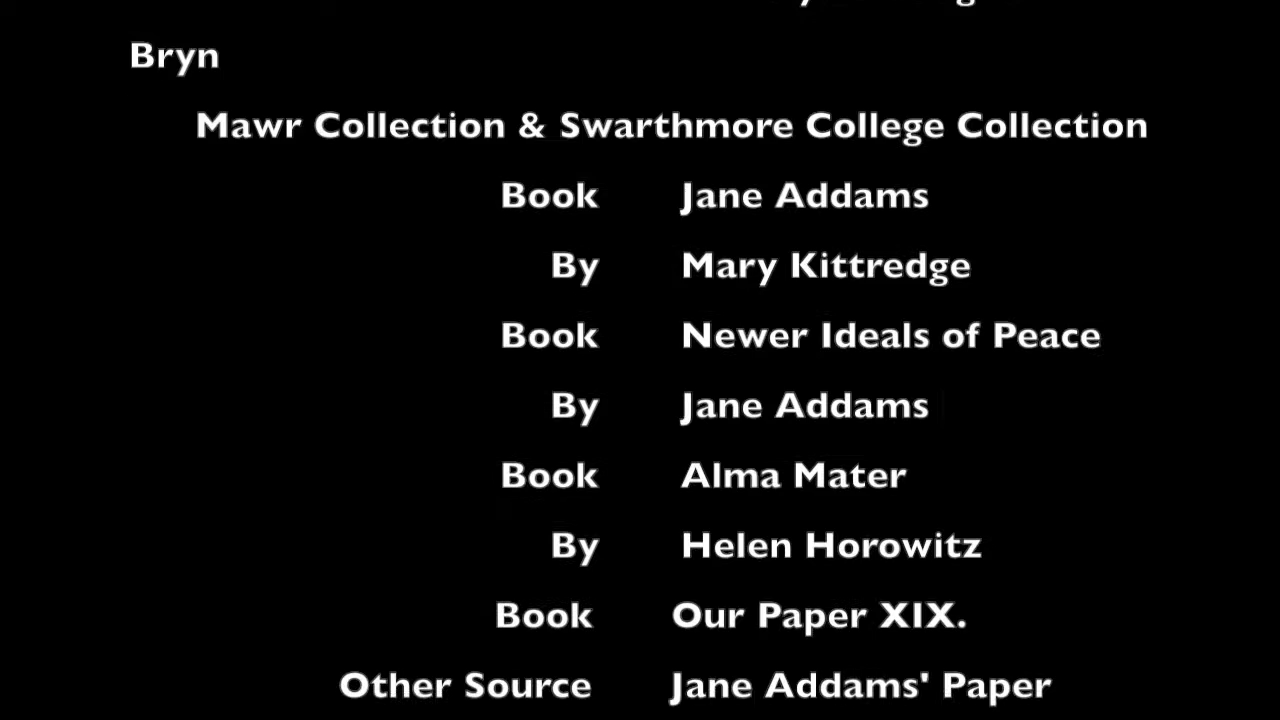 Bryn
Mawr Collection & Swarthmore College Collection
Book Jane Addams
By Mary Kittredge
Book Newer Ideals of Peace
By Jane Addams
Book Alma Mater
By Helen Horowitz
Book Our Paper XIX.
Other Source Jane Addams' Paper